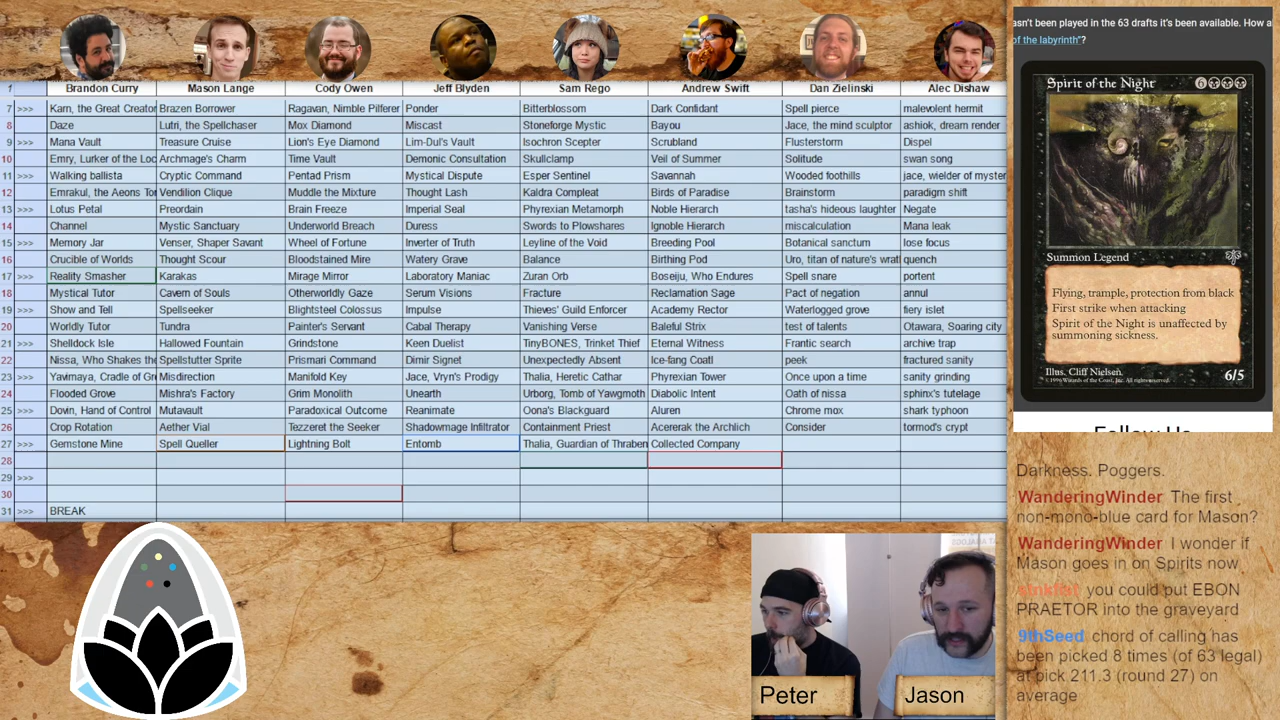 asn't been played in the 63 drafts it's been available. How a
of the labyrinth"?
1 Brandon Curry Mason Lange Cody Owen Jeff Blyden Sam Rego Andrew Swift Dan Zielinski Alec Dishaw
7 >>> Karn, the Great Creator Brazen Borrower Ragavan, Nimble Pilferer Ponder Bitterblossom Dark Confidant Spell pierce malevolent hermit
8 Daze Lutri, the Spellchaser Mox Diamond Miscast Stoneforge Mystic Bayou Jace, the mind sculptor ashiok, dream render
9 >>> Mana Vault Treasure Cruise Lion's Eye Diamond Lim-Dul's Vault Isochron Scepter Scrubland Flusterstorm Dispel
10 Emry, Lurker of the Loc Archmage's Charm Time Vault Demonic Consultation Skullclamp Veil of Summer Solitude swan song
11 >>> Walking ballista Cryptic Command Pentad Prism Mystical Dispute Esper Sentinel Savannah Wooded foothills jace, wielder of myster
12 Emrakul, the Aeons Tor Vendilion Clique Muddle the Mixture Thought Lash Kaldra Compleat Birds of Paradise Brainstorm paradigm shift
13 >>> Lotus Petal Preordain Brain Freeze Imperial Seal Phyrexian Metamorph Noble Hierarch tasha's hideous laughter Negate
14 Channel Mystic Sanctuary Underworld Breach Duress Swords to Plowshares Ignoble Hierarch miscalculation Mana leak
15 >>> Memory Jar Venser, Shaper Savant Wheel of Fortune Inverter of Truth Leyline of the Void Breeding Pool Botanical sanctum lose focus
16 Crucible of Worlds Thought Scour Bloodstained Mire Watery Grave Balance Birthing Pod Uro, titan of nature's wrat quench
17 >>> Reality Smasher Karakas Mirage Mirror Laboratory Maniac Zuran Orb Boseiju, Who Endures Spell snare portent
18 Mystical Tutor Cavern of Souls Otherworldly Gaze Serum Visions Fracture Reclamation Sage Pact of negation annul
19 >>> Show and Tell Spellseeker Blightsteel Colossus Impulse Thieves' Guild Enforcer Academy Rector Waterlogged grove fiery islet
20 Worldly Tutor Tundra Painter's Servant Cabal Therapy Vanishing Verse Baleful Strix test of talents Otawara, Soaring city
21 >>> Shelldock Isle Hallowed Fountain Grindstone Keen Duelist TinyBONES, Trinket Thief Eternal Witness Frantic search archive trap
22 Nissa, Who Shakes the Spellstutter Sprite Prismari Command Dimir Signet Unexpectedly Absent Ice-fang Coatl peek fractured sanity
23 >>> Yavimaya, Cradle of Gr Misdirection Manifold Key Jace, Vryn's Prodigy Thalia, Heretic Cathar Phyrexian Tower Once upon a time sanity grinding
24 Flooded Grove Mishra's Factory Grim Monolith Unearth Urborg, Tomb of Yawgmoth Diabolic Intent Oath of nissa sphinx's tutelage
25 >>> Dovin, Hand of Control Mutavault Paradoxical Outcome Reanimate Oona's Blackguard Aluren Chrome mox shark typhoon
26 Crop Rotation Aether Vial Tezzeret the Seeker Shadowmage Infiltrator Containment Priest Acererak the Archlich Consider tormod's crypt
27 >>> Gemstone Mine Spell Queller Lightning Bolt Entomb Thalia, Guardian of Thraben Collected Company
28
29 >>>
30
31 >>> BREAK
Spirit of the Night 6
Summon Legend
Flying, trample, protection from black
First strike when attacking
Spirit of the Night is unaffected by
summoning sickness.
Illus. Cliff Nielsen.
© 1996 Wizards of the Coast, Inc. All rights reserved.
6/5
Follow Us
Darkness. Poggers.
WanderingWinder The first
non-mono-blue card for Mason?
WanderingWinder I wonder if
Mason goes in on Spirits now
you could put EBON
PRAETOR into the graveyard
9thSeed chord of calling has
been picked 8 times (of 63 legal)
at pick 211.3 (round 27) on
average
Peter
Jason